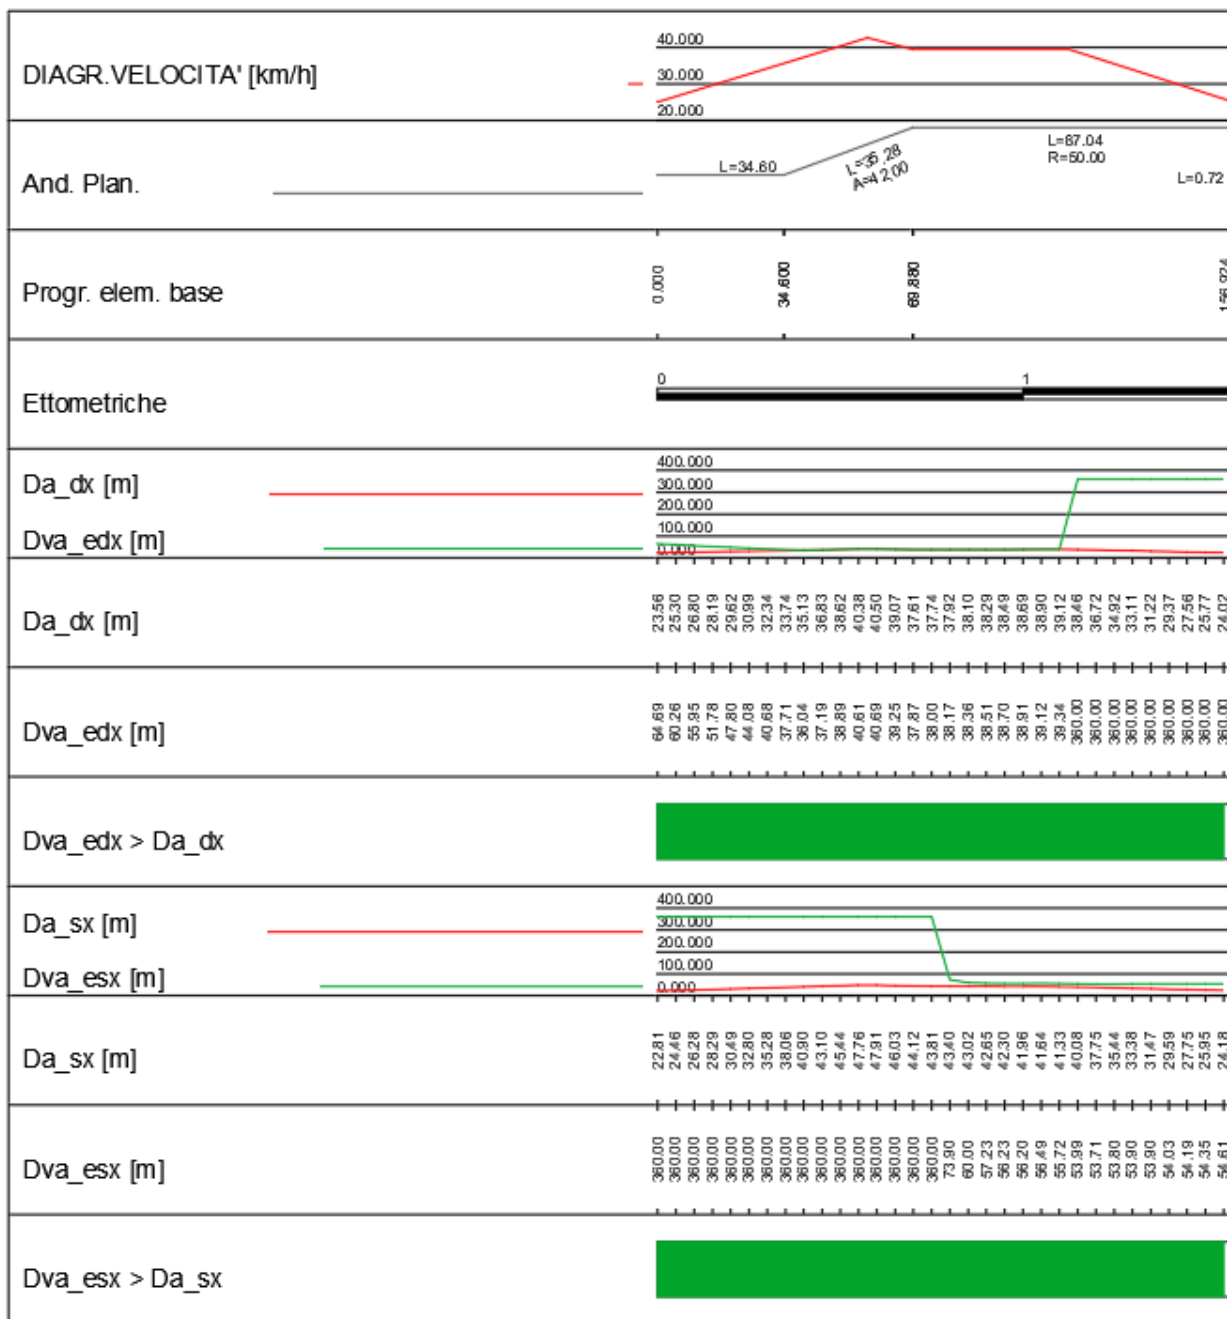 DIAGR.VELOCITA' [km/h]
40.000
30.000
20.000
And. Plan.
L=34.60
L=35.28
A=42.00
L=87.04
R=50.00
L=0.72
Progr. elem. base
0.000
34.600
69.880
156.924
Ettometriche
0 1
Da_dx [m]
Dva_edx [m]
400.000
300.000
200.000
100.000
0.000
Da_dx [m]
23.56 25.30 26.80 28.19 29.62 30.99 32.34 33.74 35.13 36.83 38.62 40.38 40.50 39.07 37.61 37.74 37.92 38.10 38.29 38.49 38.69 38.90 39.12 38.46 36.72 34.92 33.11 31.22 29.37 27.56 25.77 24.02
Dva_edx [m]
64.69 60.26 55.95 51.78 47.80 44.08 40.68 37.71 36.04 37.19 38.89 40.61 40.69 39.25 37.87 38.00 38.17 38.36 38.51 38.70 38.91 39.12 39.34 360.00 360.00 360.00 360.00 360.00 360.00 360.00 360.00 360.00
Dva_edx > Da_dx
Da_sx [m]
Dva_esx [m]
400.000
300.000
200.000
100.000
0.000
Da_sx [m]
22.81 24.46 26.28 28.29 30.49 32.80 35.28 38.06 40.90 43.10 45.44 47.76 47.91 46.03 44.12 43.81 43.40 43.02 42.65 42.30 41.96 41.64 41.33 40.08 37.75 35.44 33.38 31.47 29.59 27.75 25.95 24.18
Dva_esx [m]
360.00 360.00 360.00 360.00 360.00 360.00 360.00 360.00 360.00 360.00 360.00 360.00 360.00 360.00 360.00 360.00 73.90 60.00 57.23 56.23 56.20 56.49 55.72 53.99 53.71 53.80 53.90 53.90 54.03 54.19 54.35 54.61
Dva_esx > Da_sx